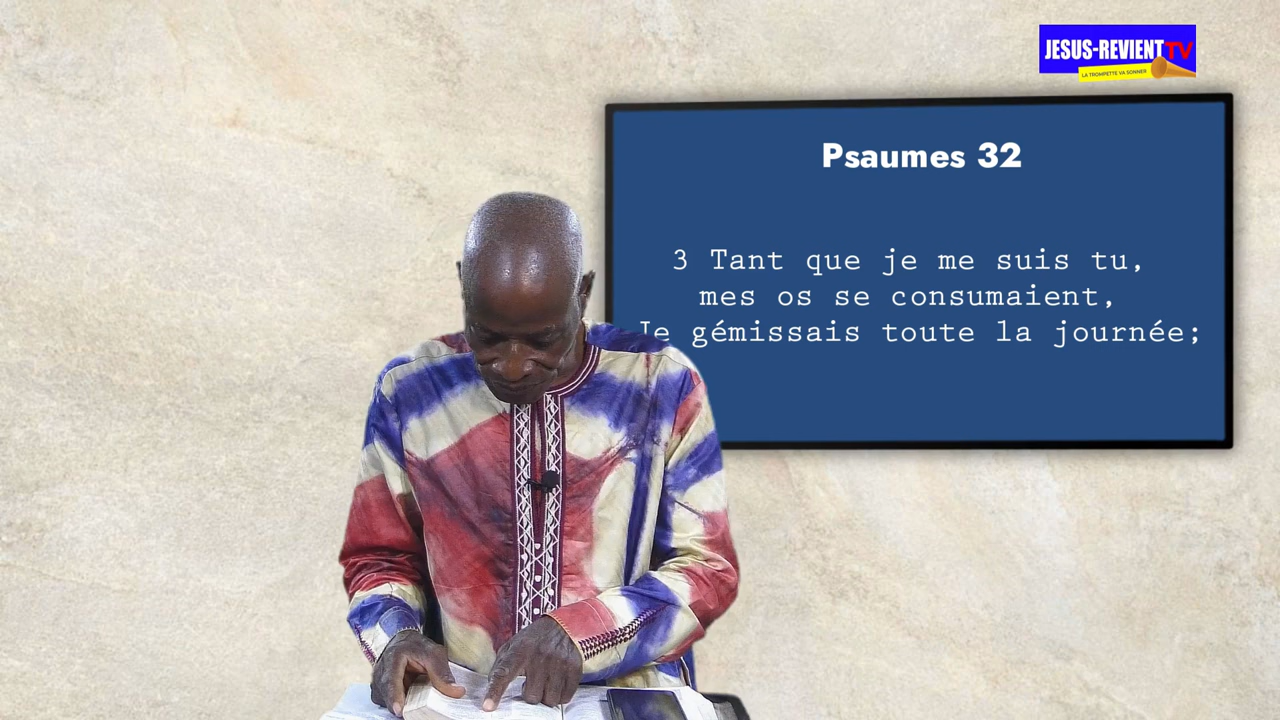 JESUS-REVIENT TV
LA TROMPETTE VA SONNER
Psaumes 32
3 Tant que je me suis tu,
mes os se consumaient,
Je gémissais toute la journée;